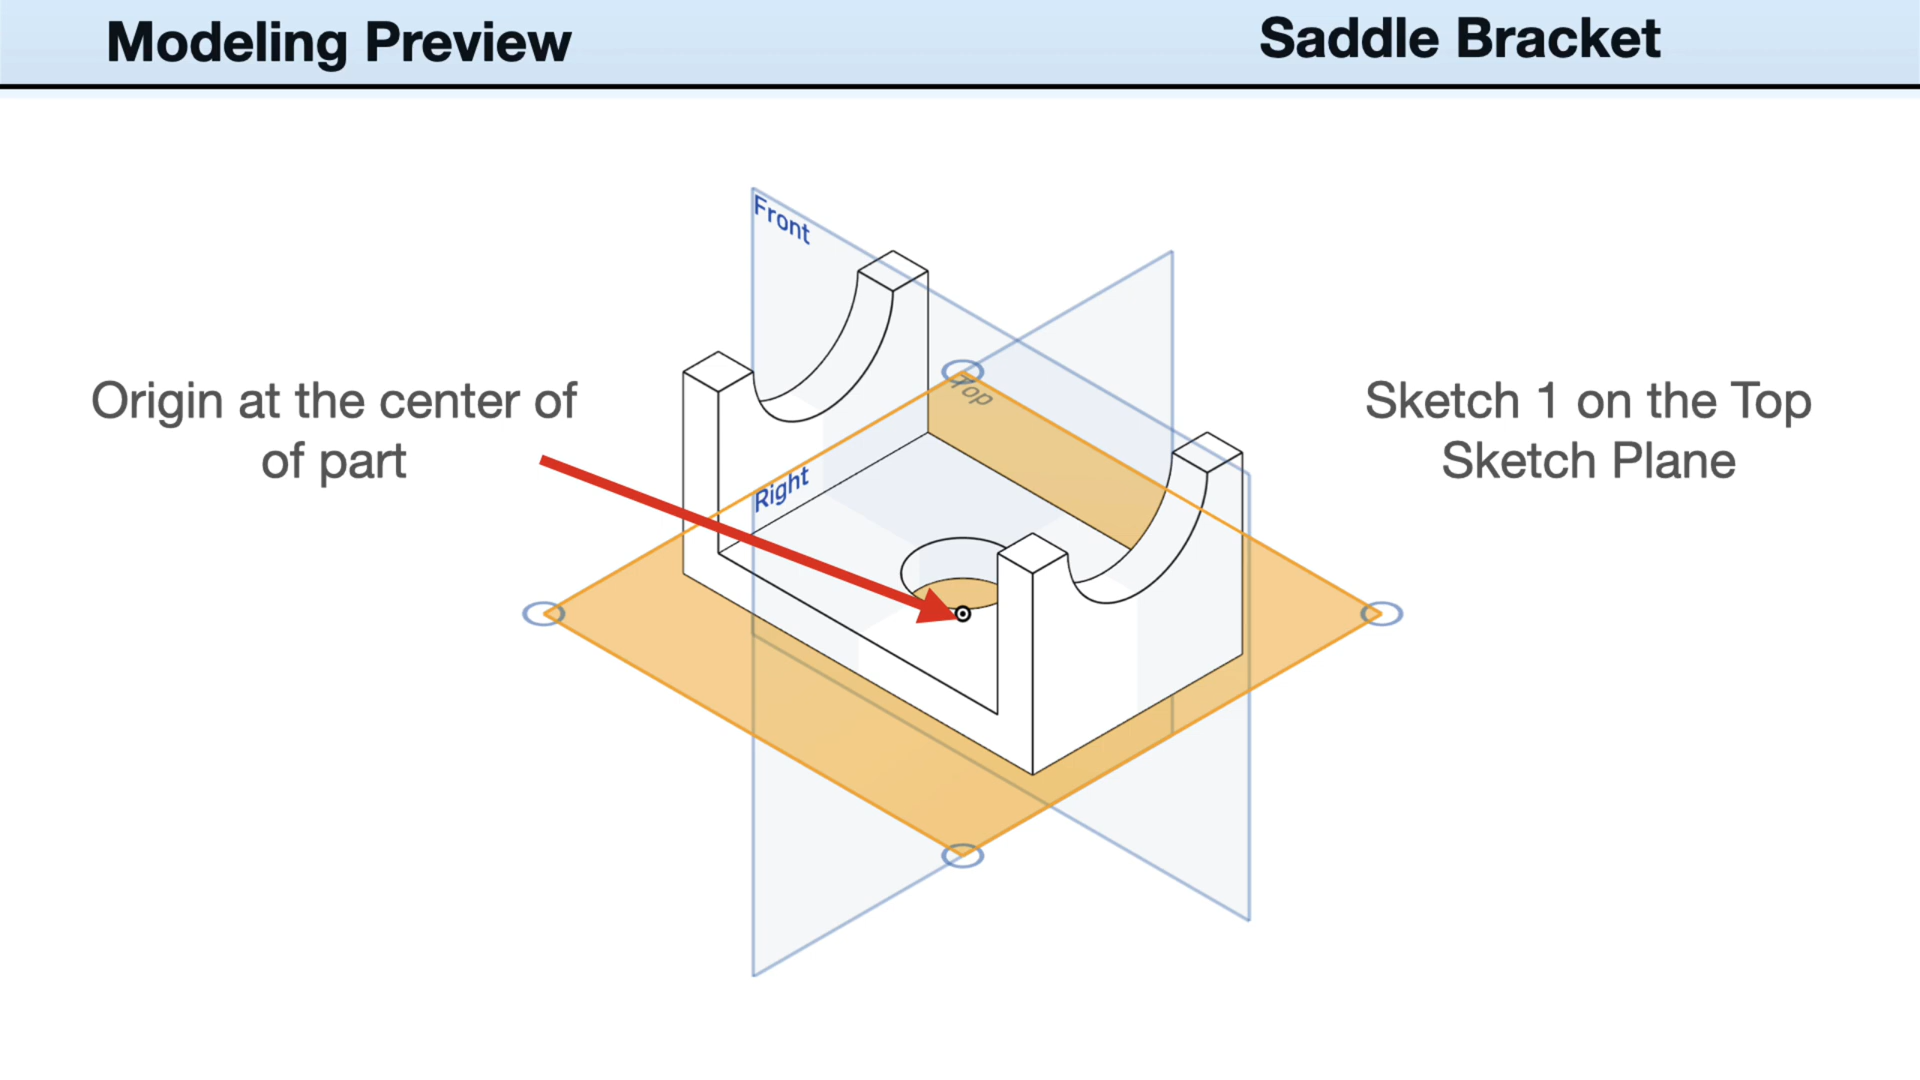 Modeling Preview
Saddle Bracket
Front
Top
Right
Origin at the center of
of part
Sketch 1 on the Top
Sketch Plane